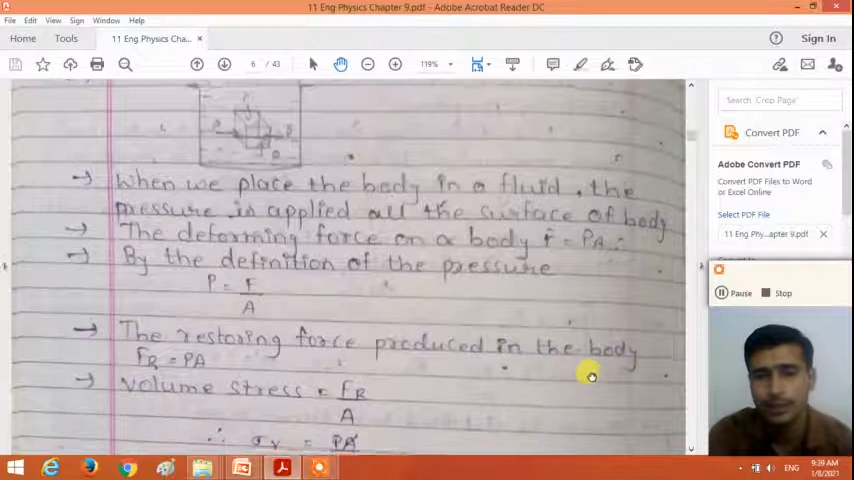 11 Eng Physics Chapter 9.pdf - Adobe Acrobat Reader DC
File Edit View Sign Window Help
Home Tools 11 Eng Physics Cha... × Sign In
6 / 43 119%
Search 'Crop Page'
Convert PDF
Adobe Convert PDF
Convert PDF Files to Word
or Excel Online
Select PDF File
11 Eng Phy...apter 9.pdf ×
Pause Stop
→ When we place the body in a fluid, the
pressure is applied all the surface of body
→ The deforming force on a body F = PA
→ By the definition of the pressure
P = F
A
→ The restoring force produced in the body
FR = PA
→ Volume stress = FR
A
∴ σv = PA
ENG 9:39 AM
1/8/2021